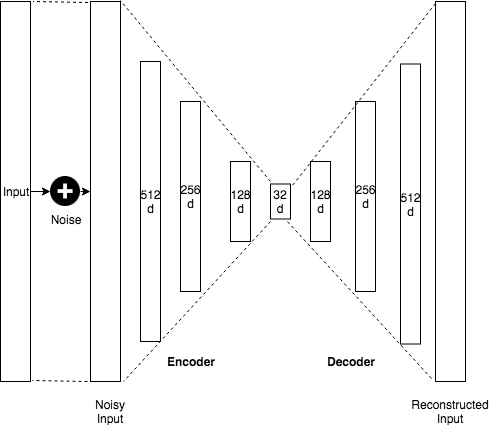 Input
Noise
512
d
256
d
128
d
32
d
128
d
256
d
512
d
Encoder
Decoder
Noisy
Input
Reconstructed
Input